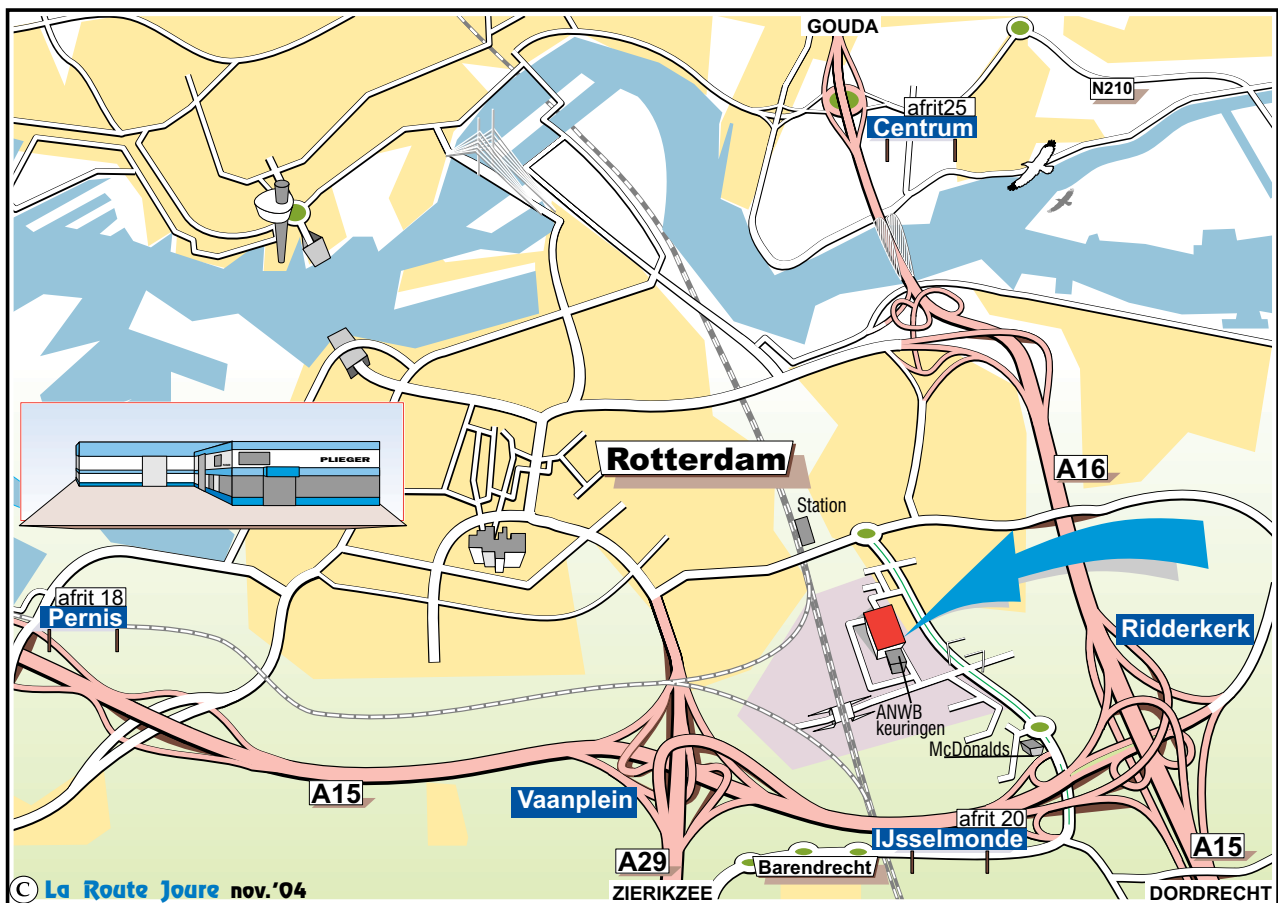 GOUDA
N210
afrit25
Centrum
PLIEGER
Rotterdam
A16
Station
afrit 18
Pernis
Ridderkerk
ANWB
keuringen
McDonalds
A15
Vaanplein
afrit 20
IJsselmonde
A15
A29
Barendrecht
© La Route Joure nov.'04
ZIERIKZEE
DORDRECHT